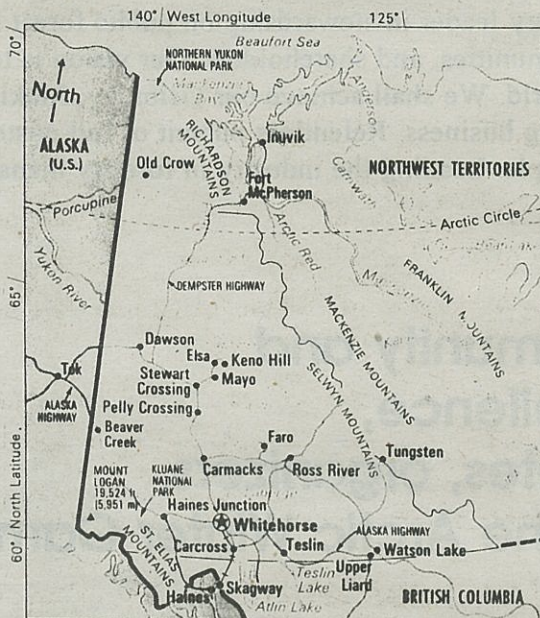 140° West Longitude
125°
70°
Beaufort Sea
NORTHERN YUKON
NATIONAL PARK
Mackenzie
Anderson
North
ALASKA
(U.S.)
RICHARDSON
MOUNTAINS
Inuvik
Old Crow
NORTHWEST TERRITORIES
Fort
McPherson
Porcupine
Carnwath
Arctic Circle
Arctic Red
Yukon River
65°
FRANKLIN MOUNTAINS
DEMPSTER HIGHWAY
MACKENZIE MOUNTAINS
SELWYN MOUNTAINS
Dawson
Elsa
Keno Hill
Tok
Stewart
Crossing
Mayo
ALASKA
HIGHWAY
Pelly Crossing
Beaver
Creek
Faro
Tungsten
Carmacks
Ross River
MOUNT
LOGAN
19,524 ft
(5,951 m)
KLUANE
NATIONAL
PARK
Haines Junction
60° North Latitude
ST. ELIAS
MOUNTAINS
Whitehorse
ALASKA HIGHWAY
Carcross
Teslin
Watson Lake
Upper
Liard
Teslin
Lake
Skagway
Haines
Atlin Lake
BRITISH COLUMBIA